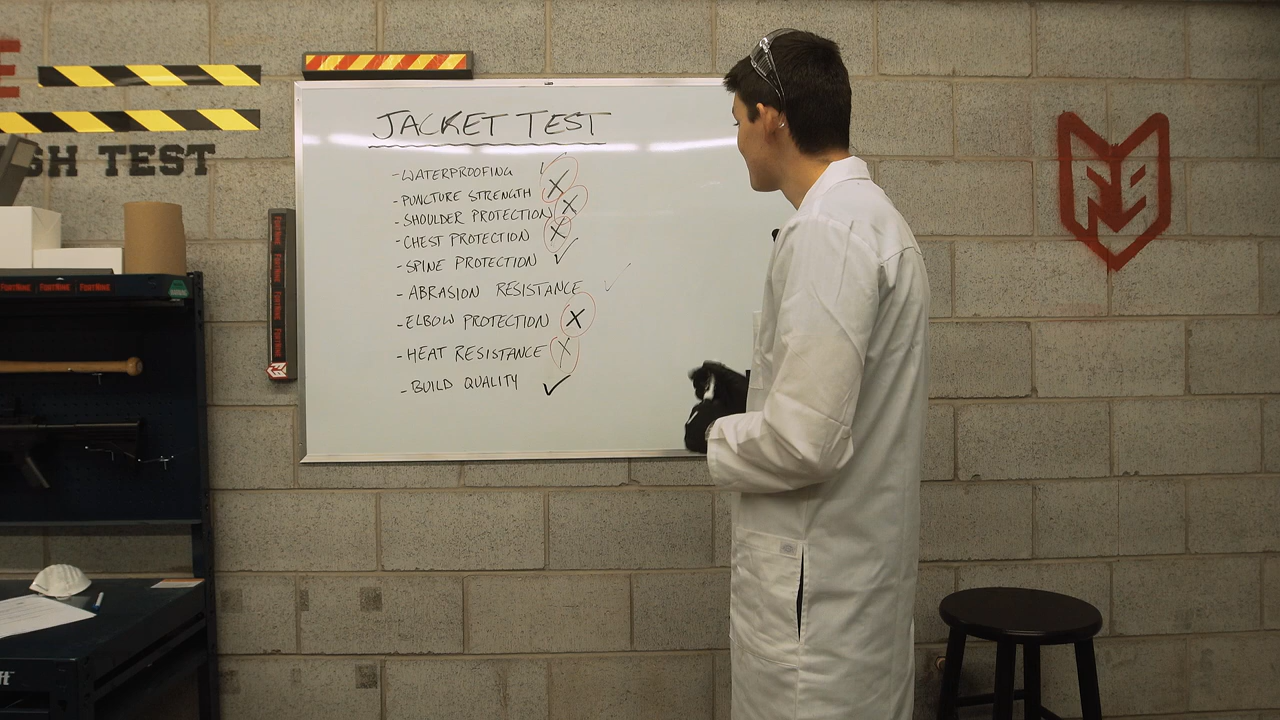 E
SH TEST
JACKET TEST
- WATERPROOFING ✓
- PUNCTURE STRENGTH X
- SHOULDER PROTECTION X
- CHEST PROTECTION X
- SPINE PROTECTION ✓
- ABRASION RESISTANCE ✓
- ELBOW PROTECTION X
- HEAT RESISTANCE X
- BUILD QUALITY ✓